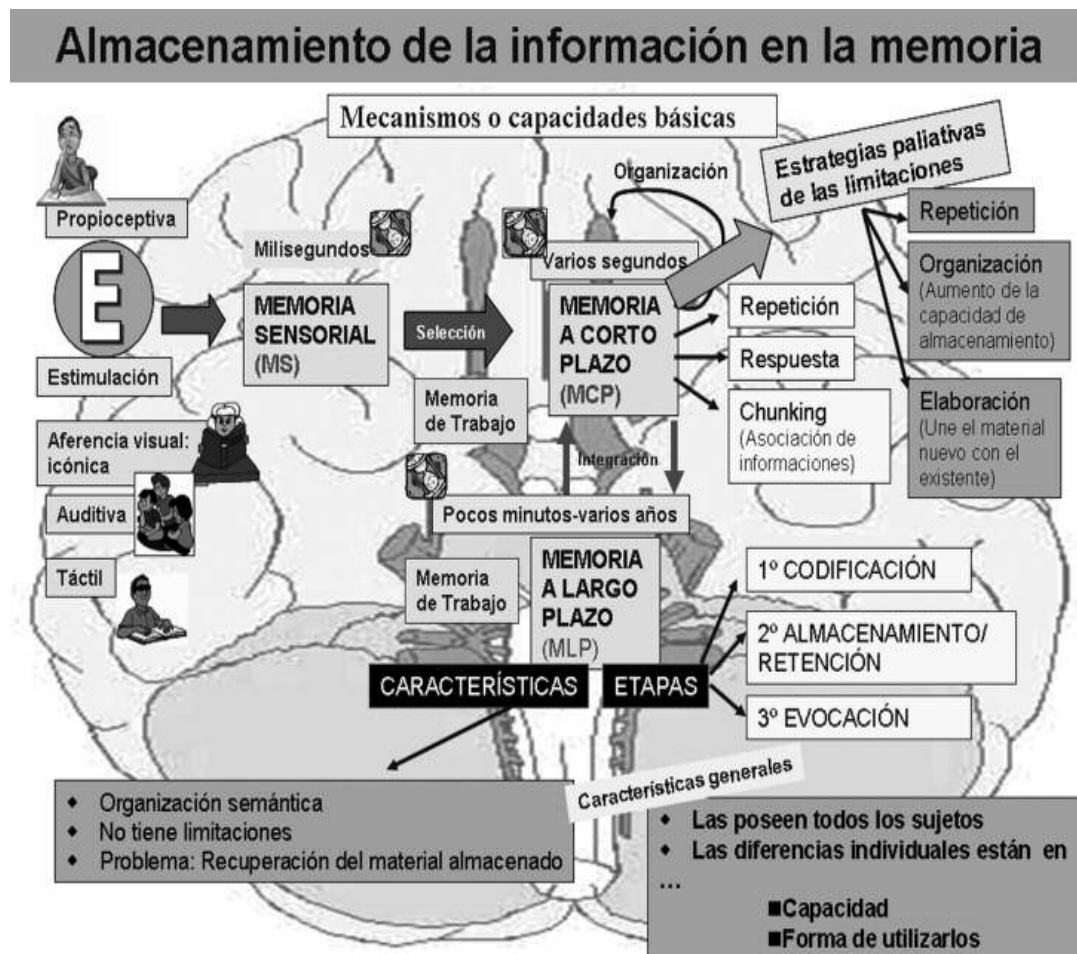 Almacenamiento de la información en la memoria
Mecanismos o capacidades básicas
Propioceptiva
E
Estimulación
Aferencia visual:
icónica
Auditiva
Táctil
Milisegundos
MEMORIA
SENSORIAL
(MS)
Selección
Varios segundos
MEMORIA
A CORTO
PLAZO
(MCP)
Memoria
de Trabajo
Organización
Repetición
Respuesta
Chunking
(Asociación de
informaciones)
Estrategias paliativas
de las limitaciones
Repetición
Organización
(Aumento de la
capacidad de
almacenamiento)
Elaboración
(Une el material
nuevo con el
existente)
Integración
Pocos minutos-varios años
Memoria
de Trabajo
MEMORIA
A LARGO
PLAZO
(MLP)
CARACTERÍSTICAS
ETAPAS
1º CODIFICACIÓN
2º ALMACENAMIENTO/
RETENCIÓN
3º EVOCACIÓN
♦ Organización semántica
♦ No tiene limitaciones
♦ Problema: Recuperación del material almacenado
Características generales
♦ Las poseen todos los sujetos
♦ Las diferencias individuales están en
...
■Capacidad
■Forma de utilizarlos